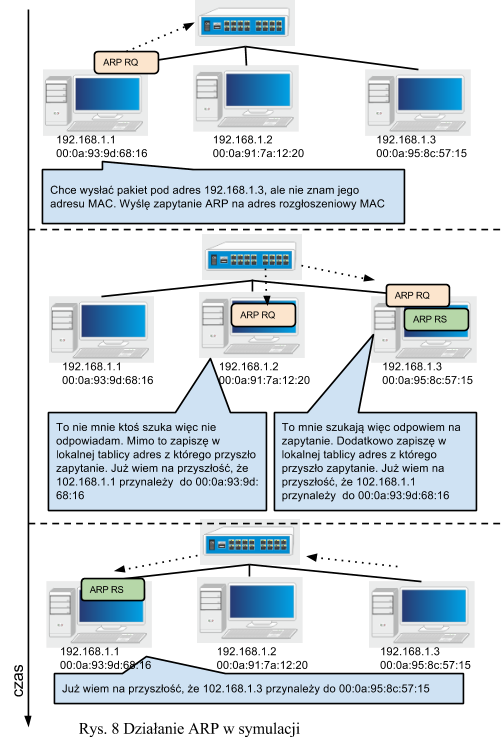 ARP RQ
192.168.1.1
00:0a:93:9d:68:16
192.168.1.2
00:0a:91:7a:12:20
192.168.1.3
00:0a:95:8c:57:15
Chce wysłać pakiet pod adres 192.168.1.3, ale nie znam jego
adresu MAC. Wyślę zapytanie ARP na adres rozgłoszeniowy MAC
ARP RQ
ARP RQ
ARP RS
192.168.1.1
00:0a:93:9d:68:16
192.168.1.2
00:0a:91:7a:12:20
192.168.1.3
00:0a:95:8c:57:15
To nie mnie ktoś szuka więc nie
odpowiadam. Mimo to zapiszę w
lokalnej tablicy adres z którego przyszło
zapytanie. Już wiem na przyszłość, że
102.168.1.1 przynależy do 00:0a:93:9d:
68:16
To mnie szukają więc odpowiem na
zapytanie. Dodatkowo zapiszę w
lokalnej tablicy adres z którego
przyszło zapytanie. Już wiem na
przyszłość, że 102.168.1.1
przynależy do 00:0a:93:9d:68:16
ARP RS
192.168.1.1
00:0a:93:9d:68:16
192.168.1.2
00:0a:91:7a:12:20
192.168.1.3
00:0a:95:8c:57:15
Już wiem na przyszłość, że 102.168.1.3 przynależy do 00:0a:95:8c:57:15
czas
Rys. 8 Działanie ARP w symulacji